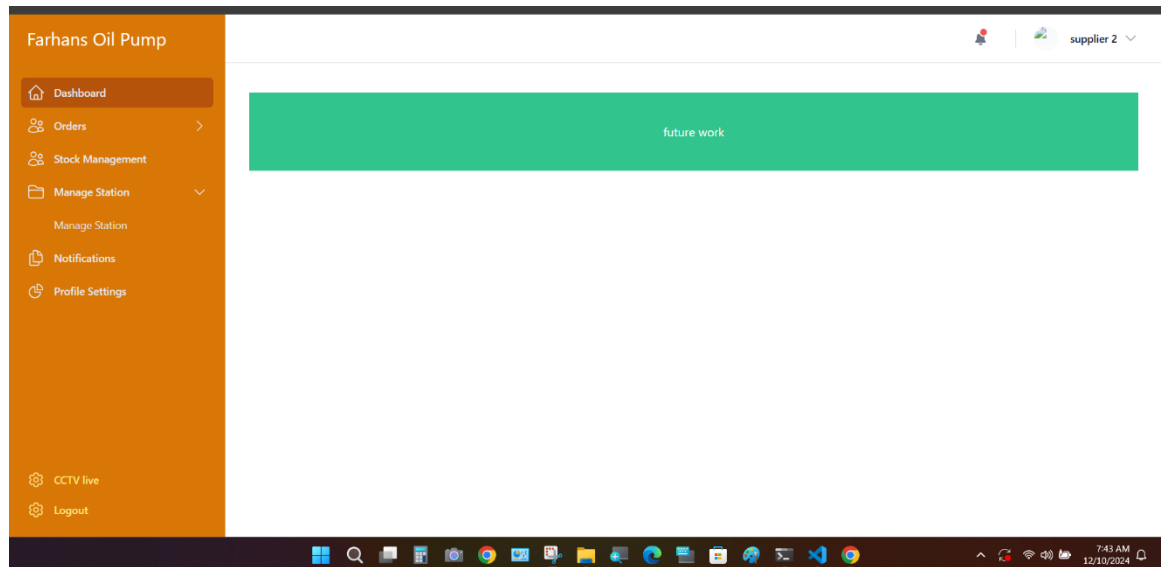 Farhans Oil Pump
supplier 2
Dashboard
Orders
Stock Management
Manage Station
Manage Station
Notifications
Profile Settings
future work
CCTV live
Logout
7:43 AM
12/10/2024